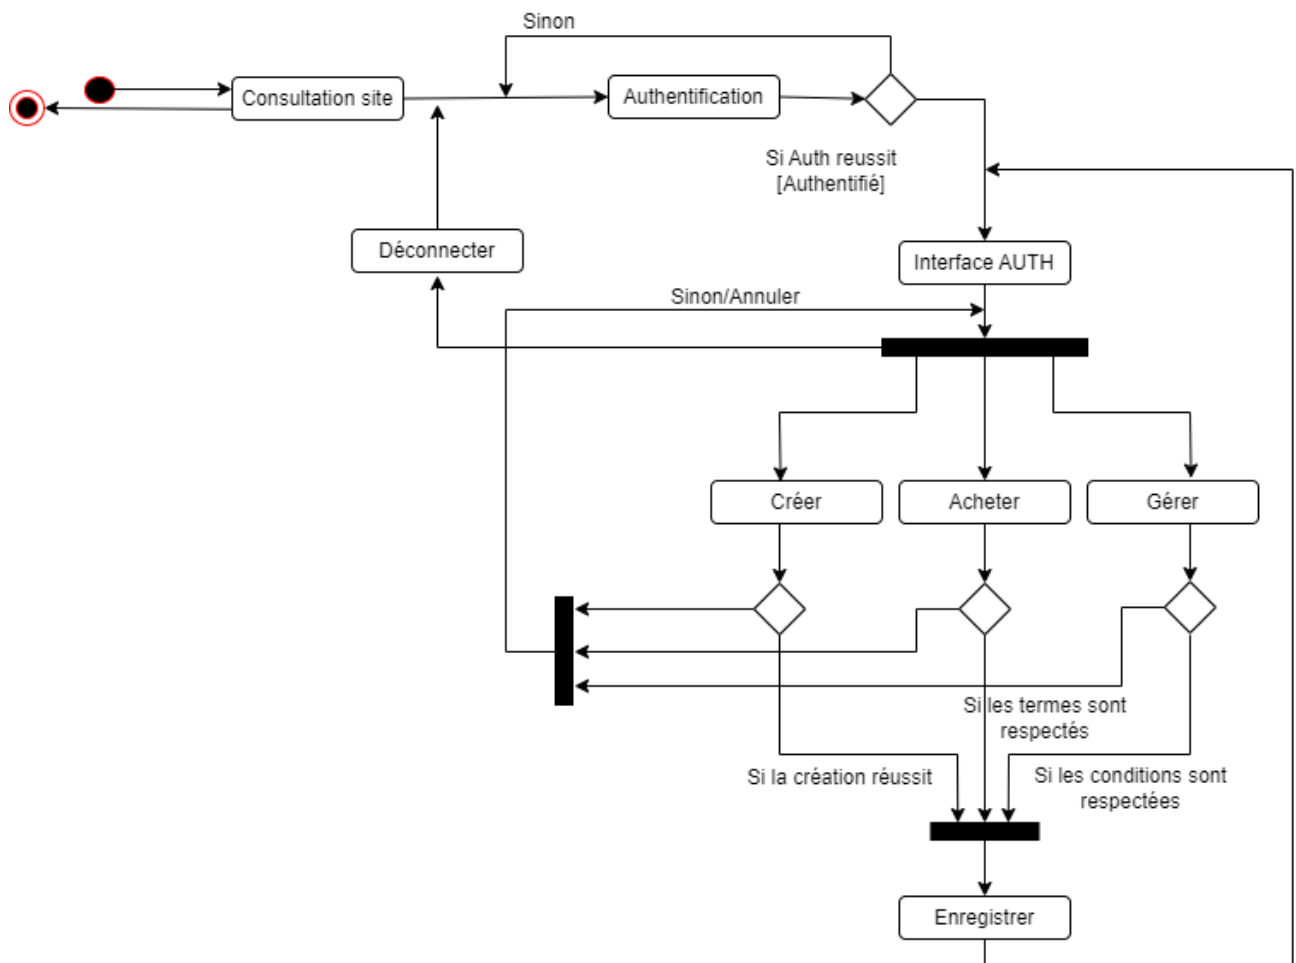 Sinon
Consultation site
Authentification
Si Auth reussit
[Authentifié]
Déconnecter
Interface AUTH
Sinon/Annuler
Créer
Acheter
Gérer
Si les termes sont
respectés
Si la création réussit
Si les conditions sont
respectées
Enregistrer